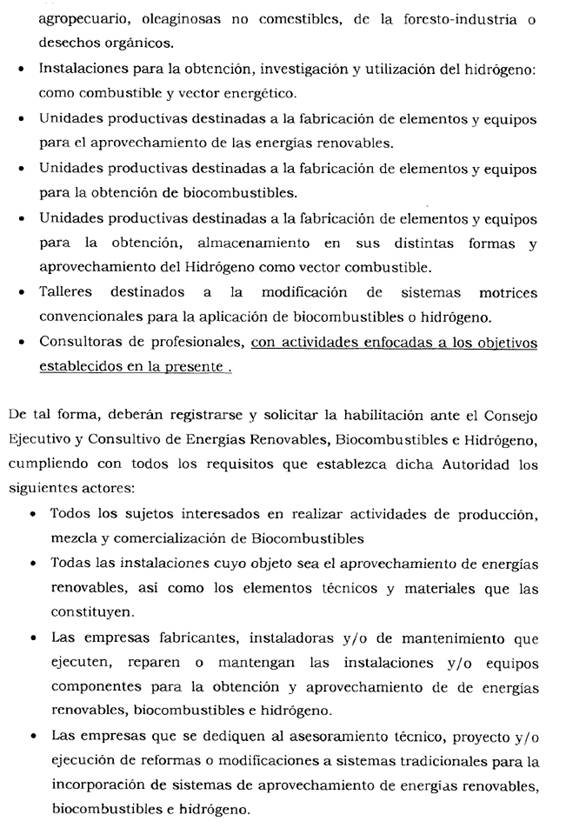 agropecuario, oleaginosas no comestibles, de la foresto-industria o
desechos orgánicos.
• Instalaciones para la obtención, investigación y utilización del hidrógeno:
como combustible y vector energético.
• Unidades productivas destinadas a la fabricación de elementos y equipos
para el aprovechamiento de las energías renovables.
• Unidades productivas destinadas a la fabricación de elementos y equipos
para la obtención de biocombustibles.
• Unidades productivas destinadas a la fabricación de elementos y equipos
para la obtención, almacenamiento en sus distintas formas y
aprovechamiento del Hidrógeno como vector combustible.
• Talleres destinados a la modificación de sistemas motrices
convencionales para la aplicación de biocombustibles o hidrógeno.
• Consultoras de profesionales, con actividades enfocadas a los objetivos
establecidos en la presente .
De tal forma, deberán registrarse y solicitar la habilitación ante el Consejo
Ejecutivo y Consultivo de Energías Renovables, Biocombustibles e Hidrógeno,
cumpliendo con todos los requisitos que establezca dicha Autoridad los
siguientes actores:
• Todos los sujetos interesados en realizar actividades de producción,
mezcla y comercialización de Biocombustibles
• Todas las instalaciones cuyo objeto sea el aprovechamiento de energías
renovables, así como los elementos técnicos y materiales que las
constituyen.
• Las empresas fabricantes, instaladoras y/o de mantenimiento que
ejecuten, reparen o mantengan las instalaciones y/o equipos
componentes para la obtención y aprovechamiento de de energías
renovables, biocombustibles e hidrógeno.
• Las empresas que se dediquen al asesoramiento técnico, proyecto y/o
ejecución de reformas o modificaciones a sistemas tradicionales para la
incorporación de sistemas de aprovechamiento de energías renovables,
biocombustibles e hidrógeno.